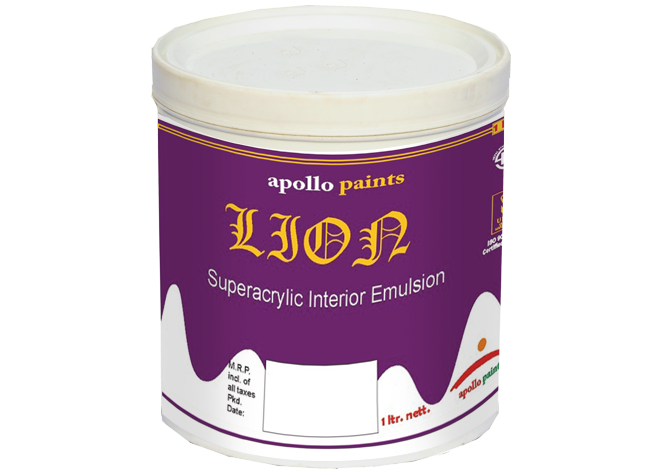 apollo paints
LION
Superacrylic Interior Emulsion
M.R.P.
incl. of
all taxes
Pkd.
Date:
1 ltr. nett.
apollo paint